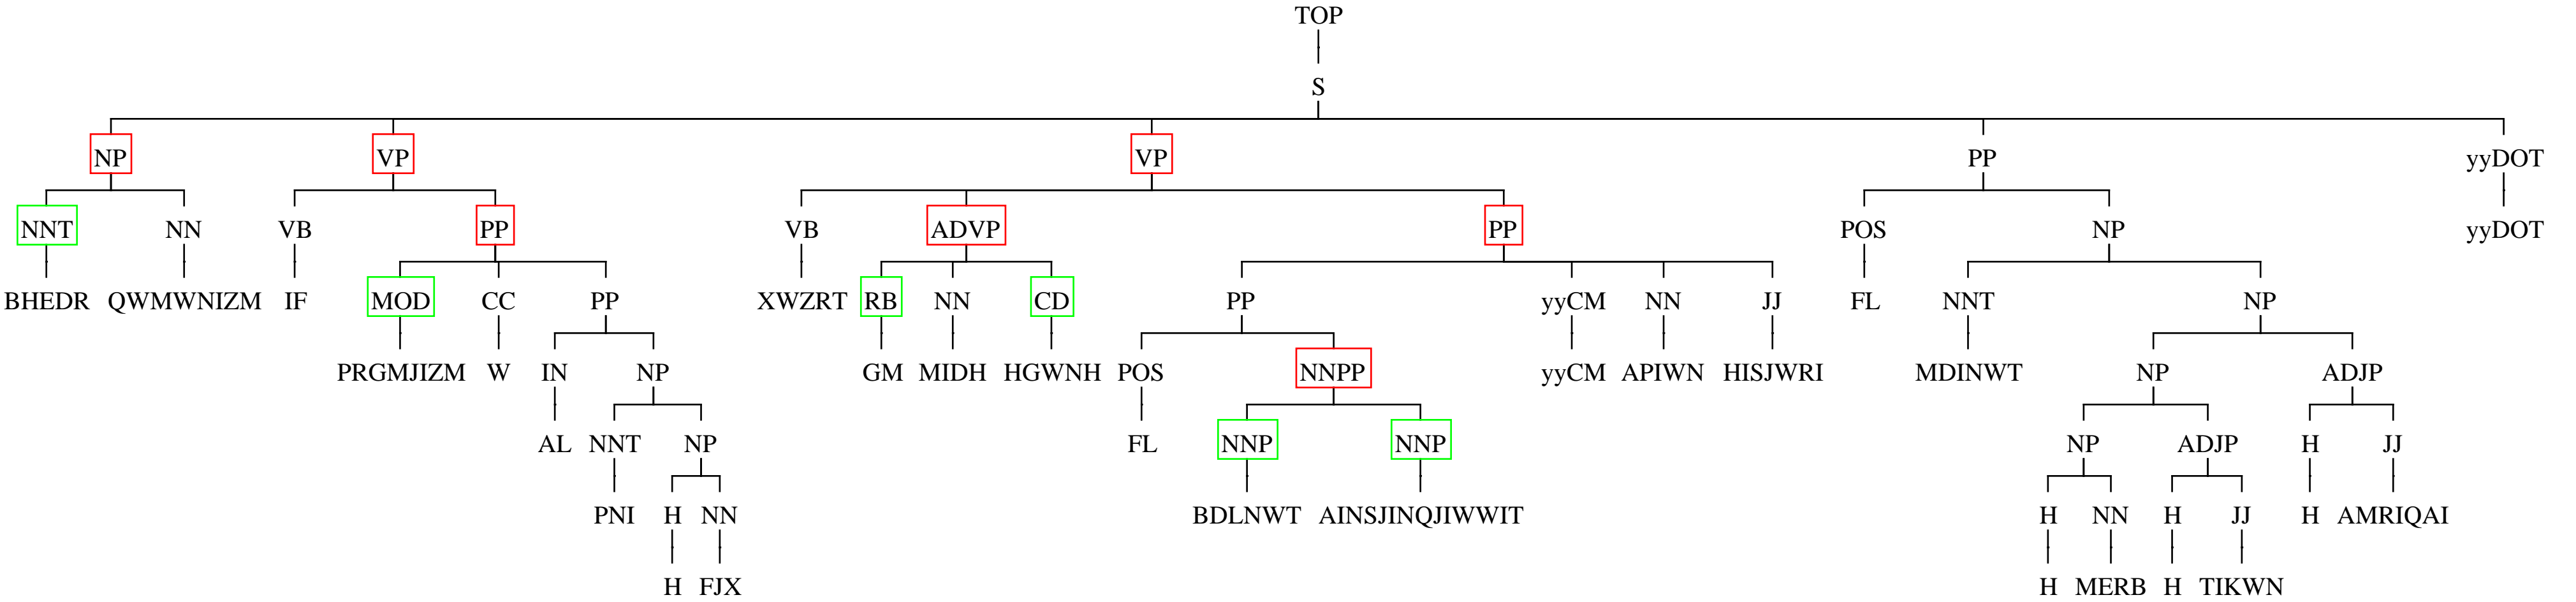 TOP
S
NP VP VP PP yyDOT
NNT NN VB PP VB ADVP PP POS NP yyDOT
BHEDR QWMWNIZM IF MOD CC PP XWZRT RB NN CD PP yyCM NN JJ FL NNT NP
PRGMJIZM W IN NP GM MIDH HGWNH POS NNPP yyCM APIWN HISJWRI MDINWT NP ADJP
AL NNT NP FL NNP NNP NP ADJP H JJ
PNI H NN BDLNWT AINSJINQJIWWIT H NN H JJ H AMRIQAI
H FJX H MERB H TIKWN